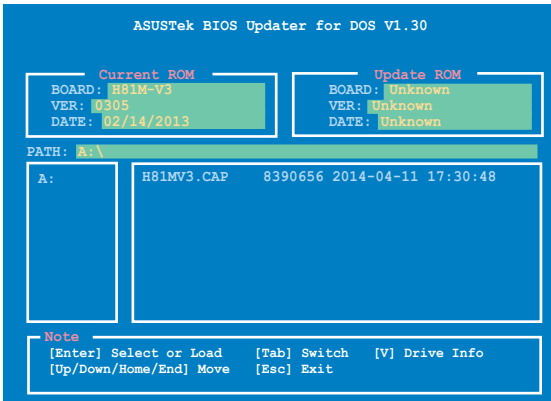 ASUSTek BIOS Updater for DOS V1.30
Current ROM
BOARD: H81M-V3
VER: 0305
DATE: 02/14/2013
Update ROM
BOARD: Unknown
VER: Unknown
DATE: Unknown
PATH: A:\
A:
H81MV3.CAP 8390656 2014-04-11 17:30:48
Note
[Enter] Select or Load [Tab] Switch [V] Drive Info
[Up/Down/Home/End] Move [Esc] Exit